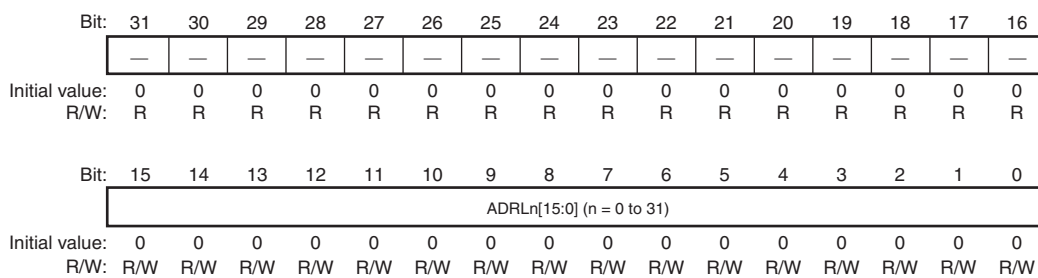 Bit: 31 30 29 28 27 26 25 24 23 22 21 20 19 18 17 16
— — — — — — — — — — — — — — — —
Initial value: 0 0 0 0 0 0 0 0 0 0 0 0 0 0 0 0
R/W: R R R R R R R R R R R R R R R R
Bit: 15 14 13 12 11 10 9 8 7 6 5 4 3 2 1 0
ADRLn[15:0] (n = 0 to 31)
Initial value: 0 0 0 0 0 0 0 0 0 0 0 0 0 0 0 0
R/W: R/W R/W R/W R/W R/W R/W R/W R/W R/W R/W R/W R/W R/W R/W R/W R/W